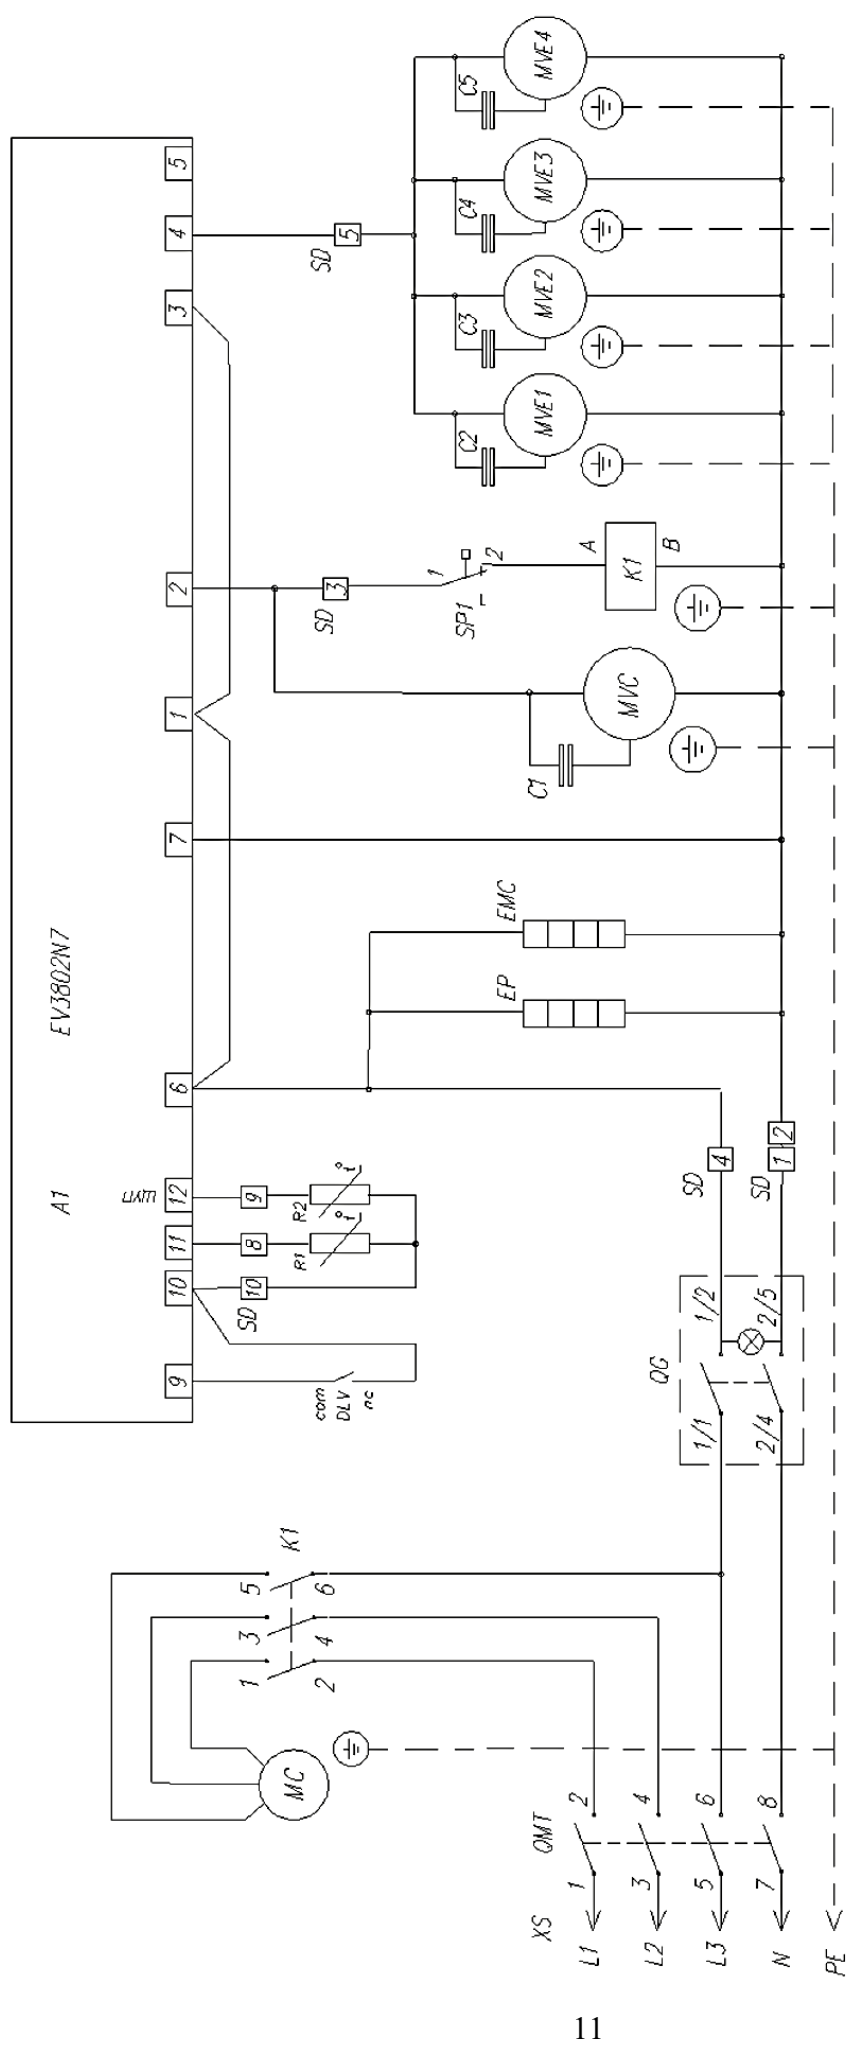 A1 EV3802N7
9 10 11 12 6 7 1 2 3 4 5
щуп
com
DLV
nc
SD 10 8 9
R1 t°
R2 t°
K1
1 3 5
2 4 6
MC
EP
EMC
C1
MVC
SD 3
SP1
1 2
A K1 B
SD 5
C2 C3 C4 C5
MVE1 MVE2 MVE3 MVE4
QG
1/1 1/2
2/4 2/5
SD 4
SD 1 2
QMT
XS
L1 1 2
L2 3 4
L3 5 6
N 7 8
PE
11